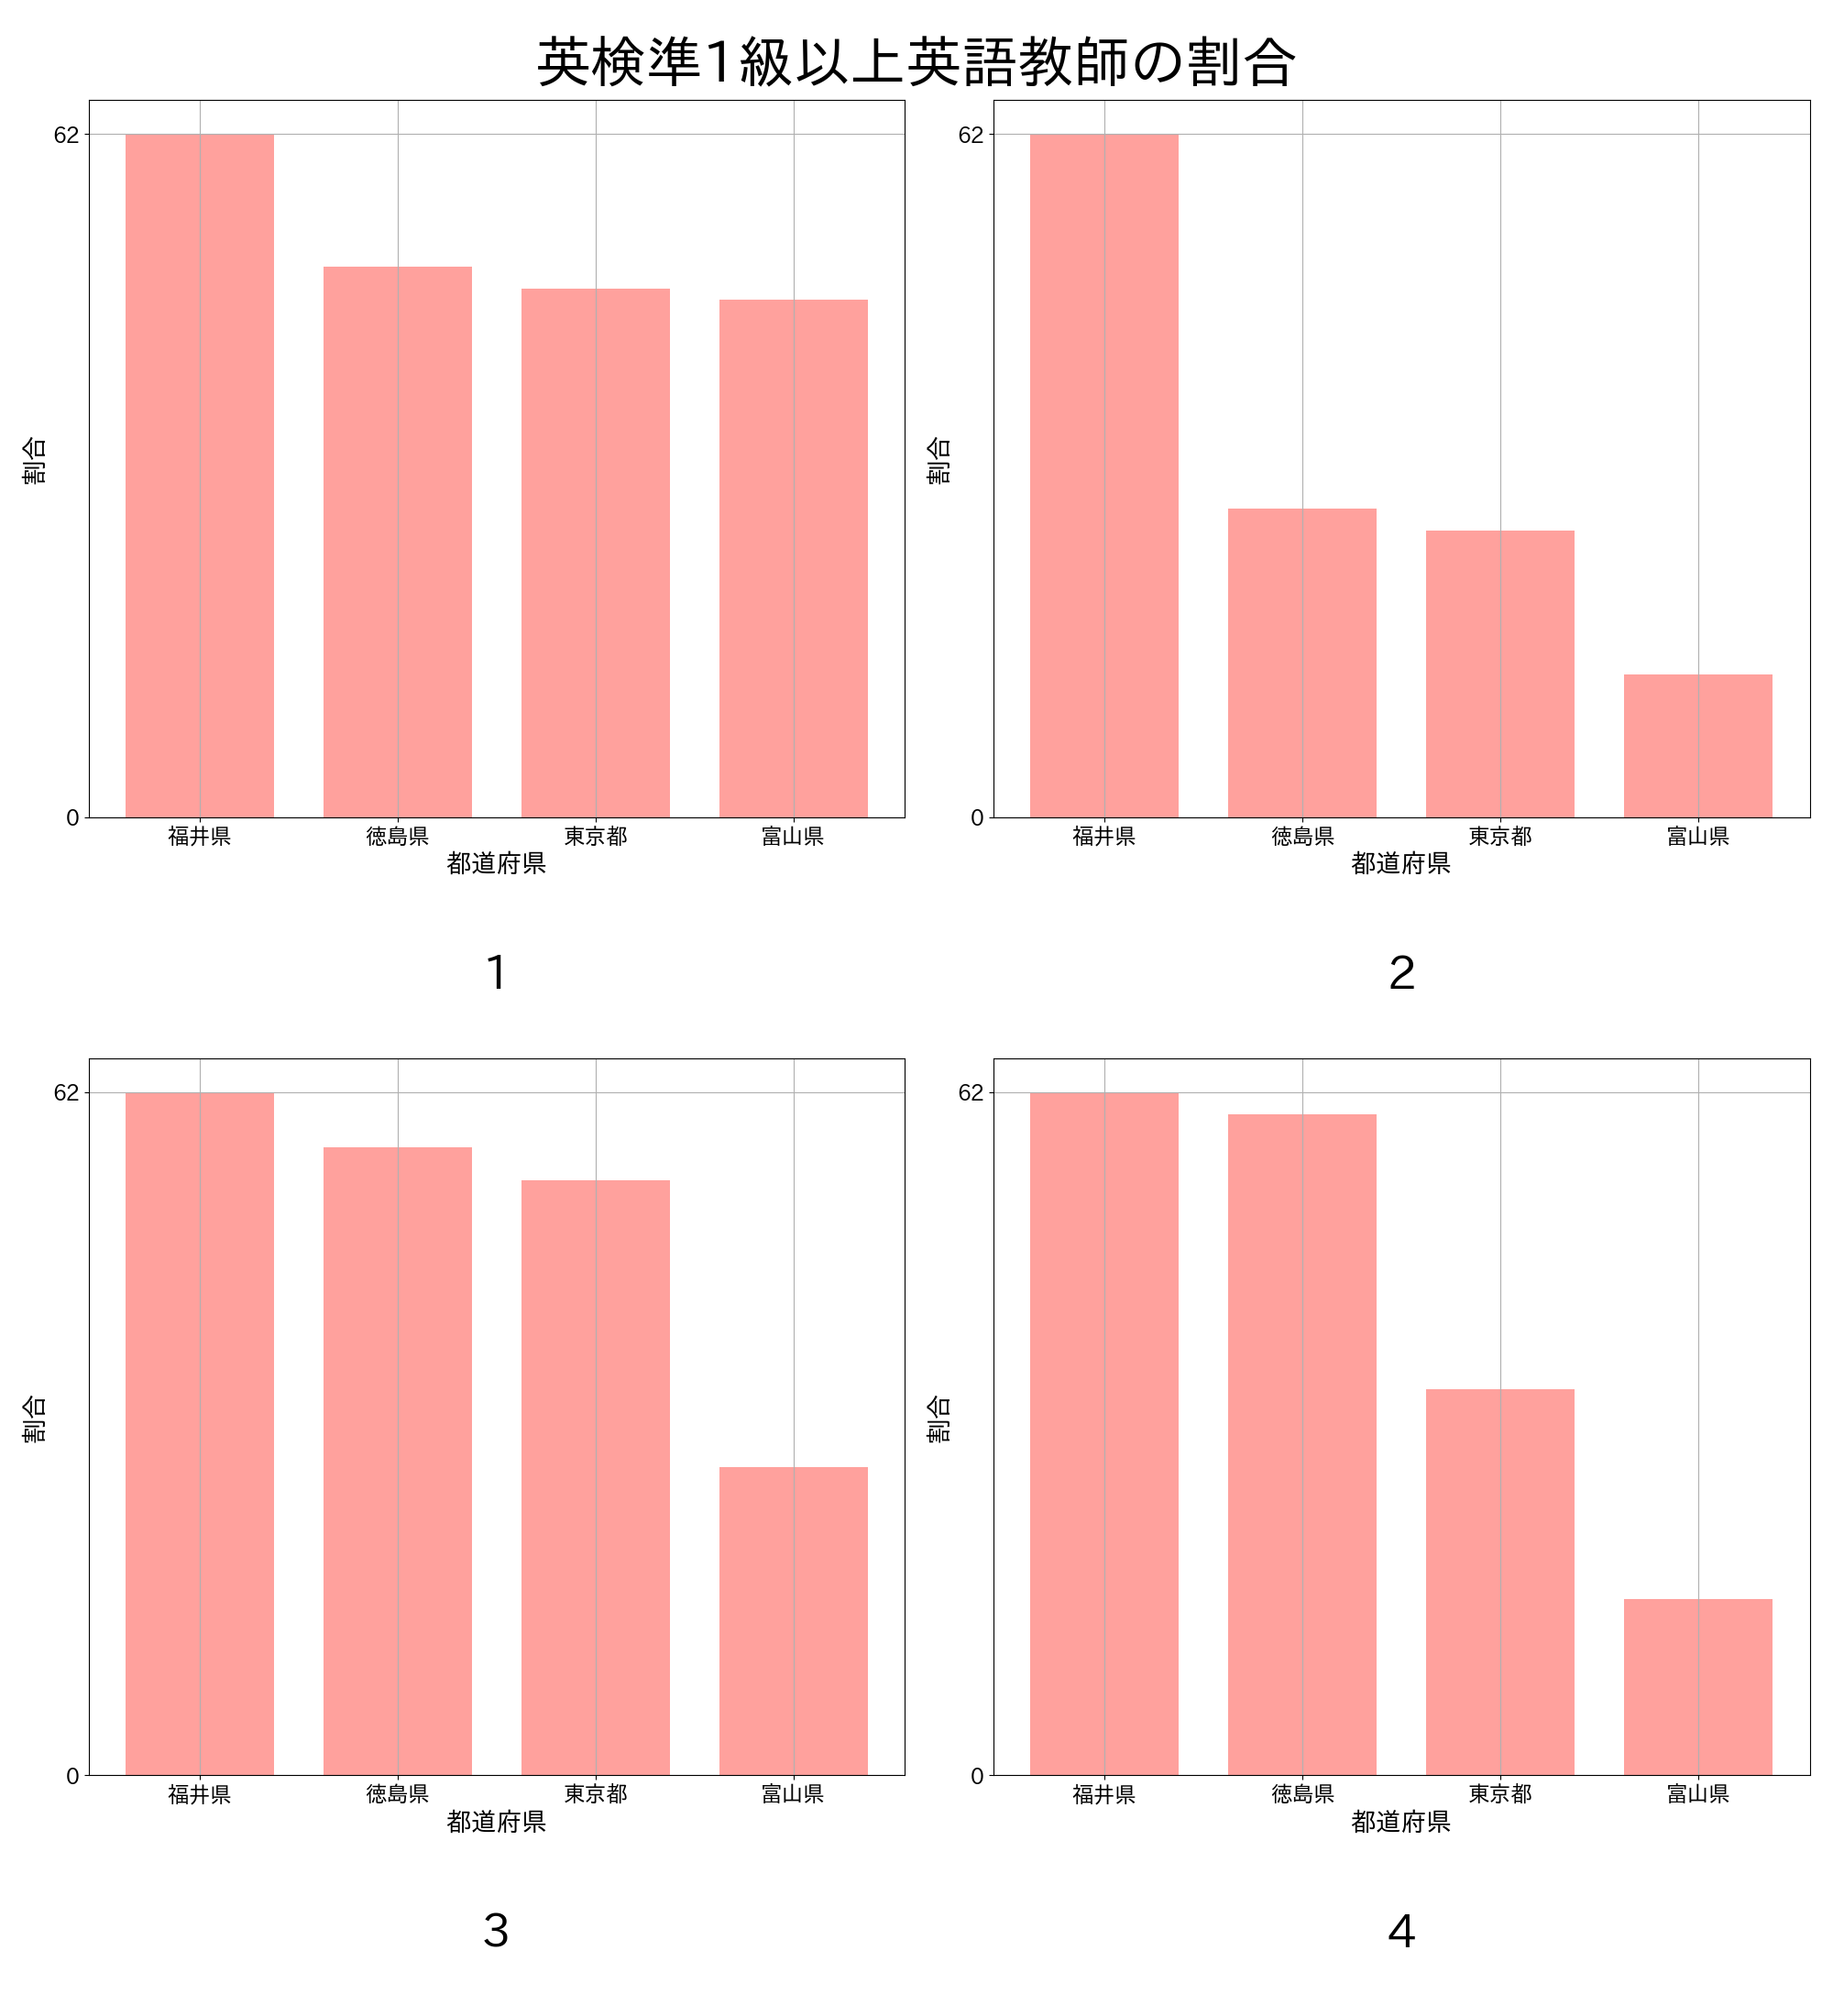 英検準1級以上英語教師の割合
62
0
割合
福井県 徳島県 東京都 富山県
都道府県
1
62
0
割合
福井県 徳島県 東京都 富山県
都道府県
2
62
0
割合
福井県 徳島県 東京都 富山県
都道府県
3
62
0
割合
福井県 徳島県 東京都 富山県
都道府県
4